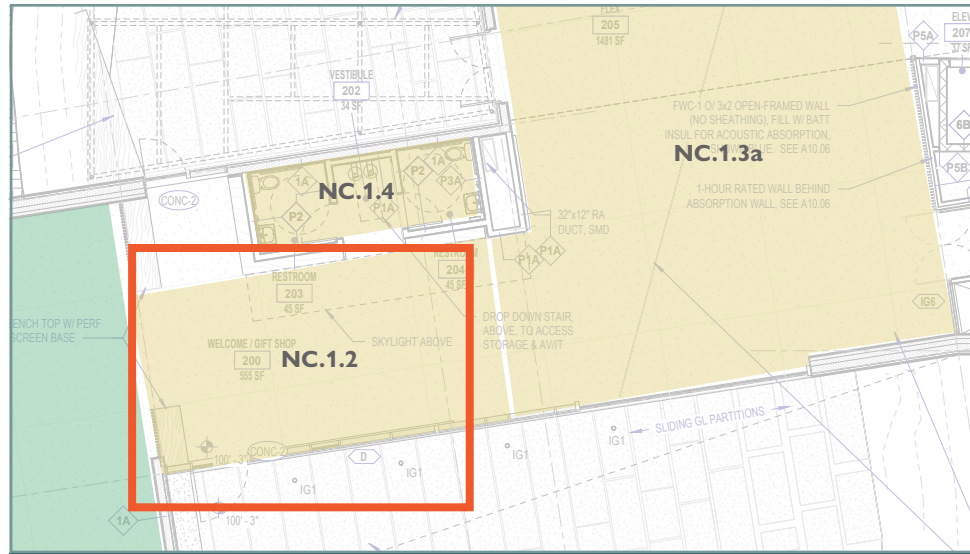 FLEX
205
1481 SF
ELEV
207
37 SF
P5A
VESTIBULE
202
34 SF
FWC-1 O/ 3x2 OPEN-FRAMED WALL
(NO SHEATHING), FILL W/ BATT
INSUL FOR ACOUSTIC ABSORPTION,
BLUE. SEE A10.06
6B
NC.1.3a
P5B
1-HOUR RATED WALL BEHIND
ABSORPTION WALL. SEE A10.06
1A
P2
1A
P3A
NC.1.4
P1A
P2
CONC-2
32"x12" RA
DUCT, SMD
P1A
P1A
RESTROOM
203
45 SF
RESTROOM
204
45 SF
IG6
ENCH TOP W/ PERF
SCREEN BASE
DROP DOWN STAIR,
ABOVE, TO ACCESS
STORAGE & AV/IT
SKYLIGHT ABOVE
WELCOME / GIFT SHOP
200
555 SF
NC.1.2
SLIDING GL PARTITIONS
IG1
IG1
IG1
IG1
CONC-2
100' - 3"
D
1A
100' - 3"